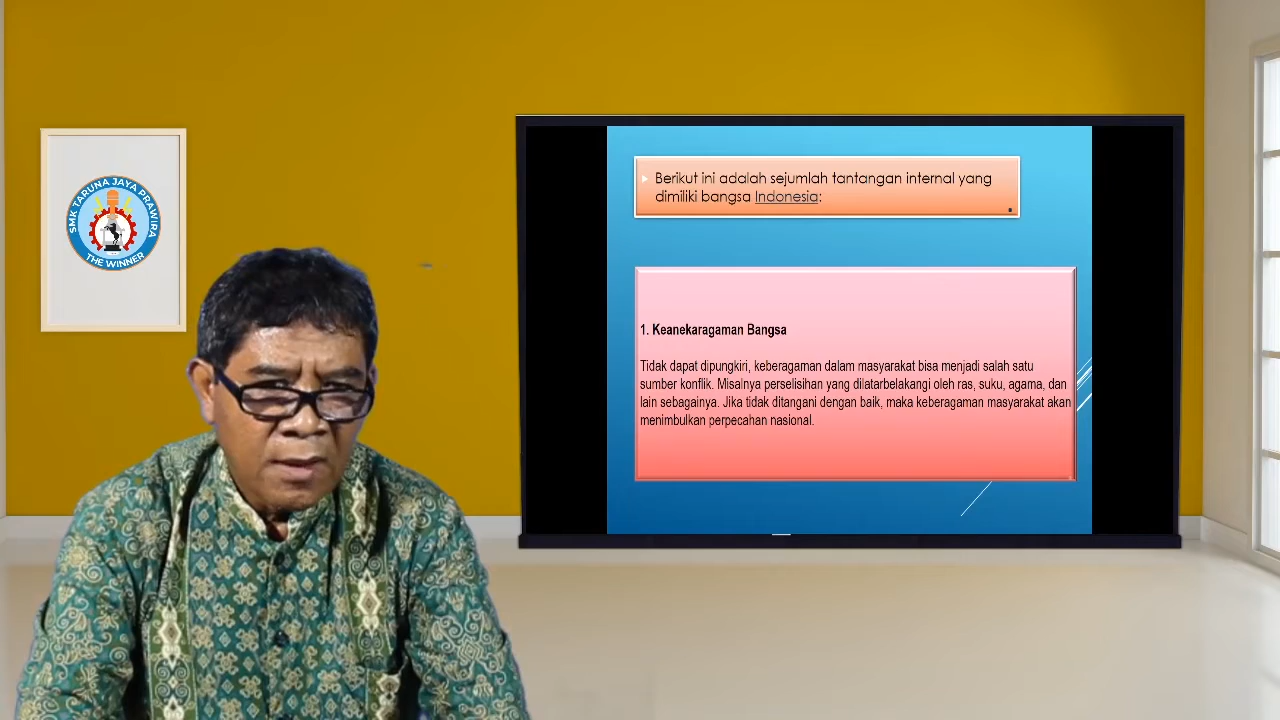 SMK TARUNA JAYA PRAWIRA
THE WINNER
Berikut ini adalah sejumlah tantangan internal yang
dimiliki bangsa Indonesia:
1. Keanekaragaman Bangsa
Tidak dapat dipungkiri, keberagaman dalam masyarakat bisa menjadi salah satu
sumber konflik. Misalnya perselisihan yang dilatarbelakangi oleh ras, suku, agama, dan
lain sebagainya. Jika tidak ditangani dengan baik, maka keberagaman masyarakat akan
menimbulkan perpecahan nasional.